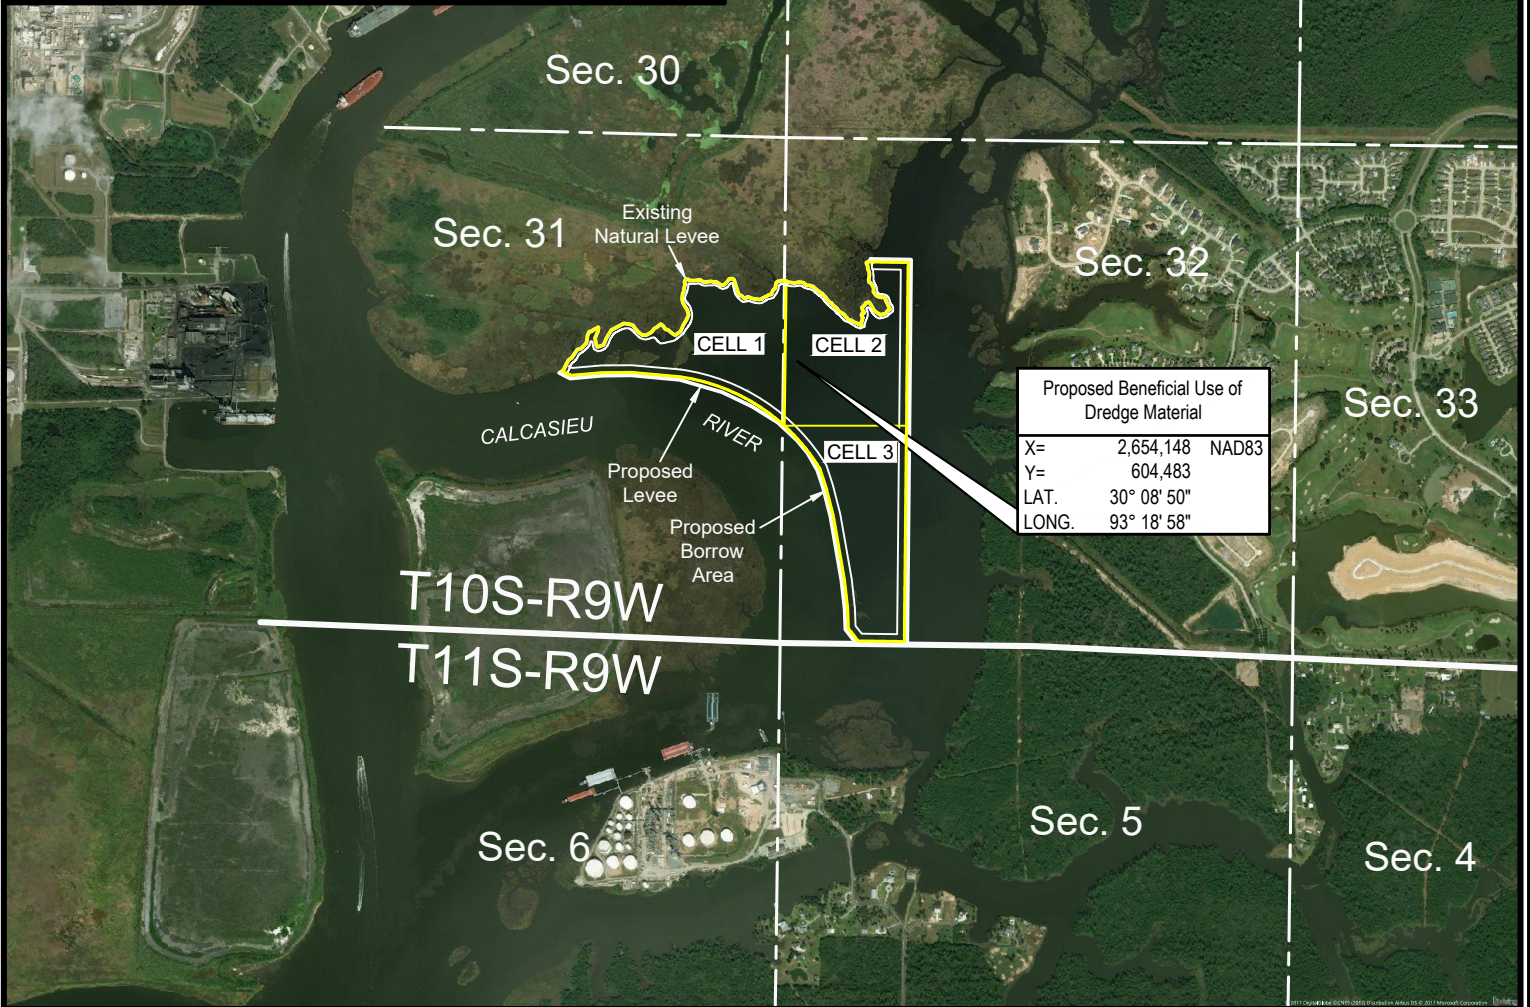 Sec. 30
Sec. 31
Existing
Natural Levee
Sec. 32
CELL 1
CELL 2
Proposed Beneficial Use of
Dredge Material
X= 2,654,148 NAD83
Y= 604,483
LAT. 30° 08' 50"
LONG. 93° 18' 58"
Sec. 33
CALCASIEU
RIVER
CELL 3
Proposed
Levee
Proposed
Borrow
Area
T10S-R9W
T11S-R9W
Sec. 6
Sec. 5
Sec. 4